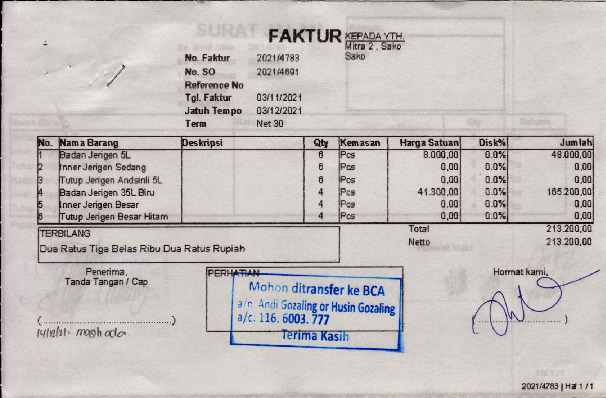 FAKTUR
KEPADA YTH.
Mitra 2 , Sako
Sako
No. Faktur 2021/4783
No. SO 2021/4691
Reference No
Tgl. Faktur 03/11/2021
Jatuh Tempo 03/12/2021
Term Net 30
No. Nama Barang Deskripsi Qty Kemasan Harga Satuan Disk% Jumlah
1 Badan Jerigen 5L 6 Pcs 8.000,00 0.0% 48.000,00
2 Inner Jerigen Sedang 6 Pcs 0,00 0.0% 0,00
3 Tutup Jerigen Andsinli 5L 6 Pcs 0,00 0.0% 0,00
4 Badan Jerigen 35L Biru 4 Pcs 41.300,00 0.0% 165.200,00
5 Inner Jerigen Besar 4 Pcs 0,00 0.0% 0,00
6 Tutup Jerigen Besar Hitam 4 Pcs 0,00 0.0% 0,00
Total 213.200,00
Netto 213.200,00
TERBILANG
Dua Ratus Tiga Belas Ribu Dua Ratus Rupiah
Penerima,
Tanda Tangan / Cap
PERHATIAN
Mohon ditransfer ke BCA
a/n. Andi Gozaling or Husin Gozaling
a/c. 116. 6003. 777
Terima Kasih
Hormat kami,
2021/4783 | Hal 1 / 1